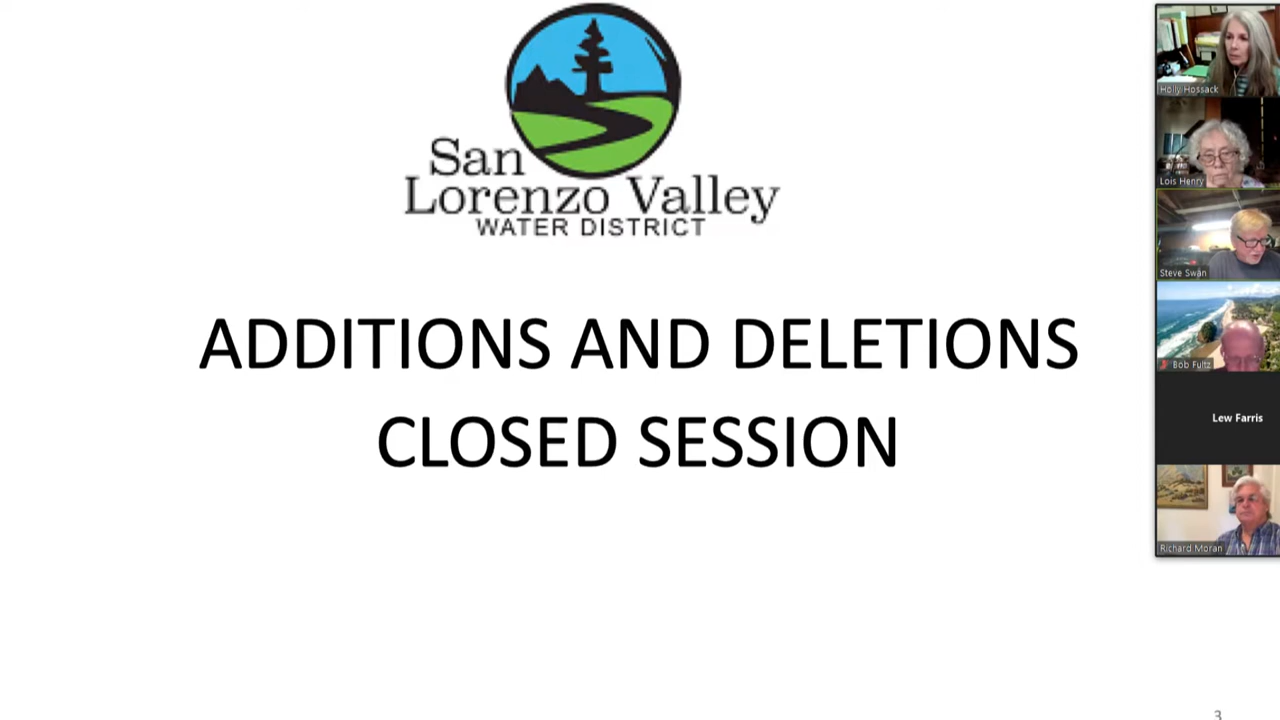 San
Lorenzo Valley
WATER DISTRICT
ADDITIONS AND DELETIONS
CLOSED SESSION
Holly Hossack
Lois Henry
Steve Swan
Bob Fultz
Lew Farris
Richard Moran
3